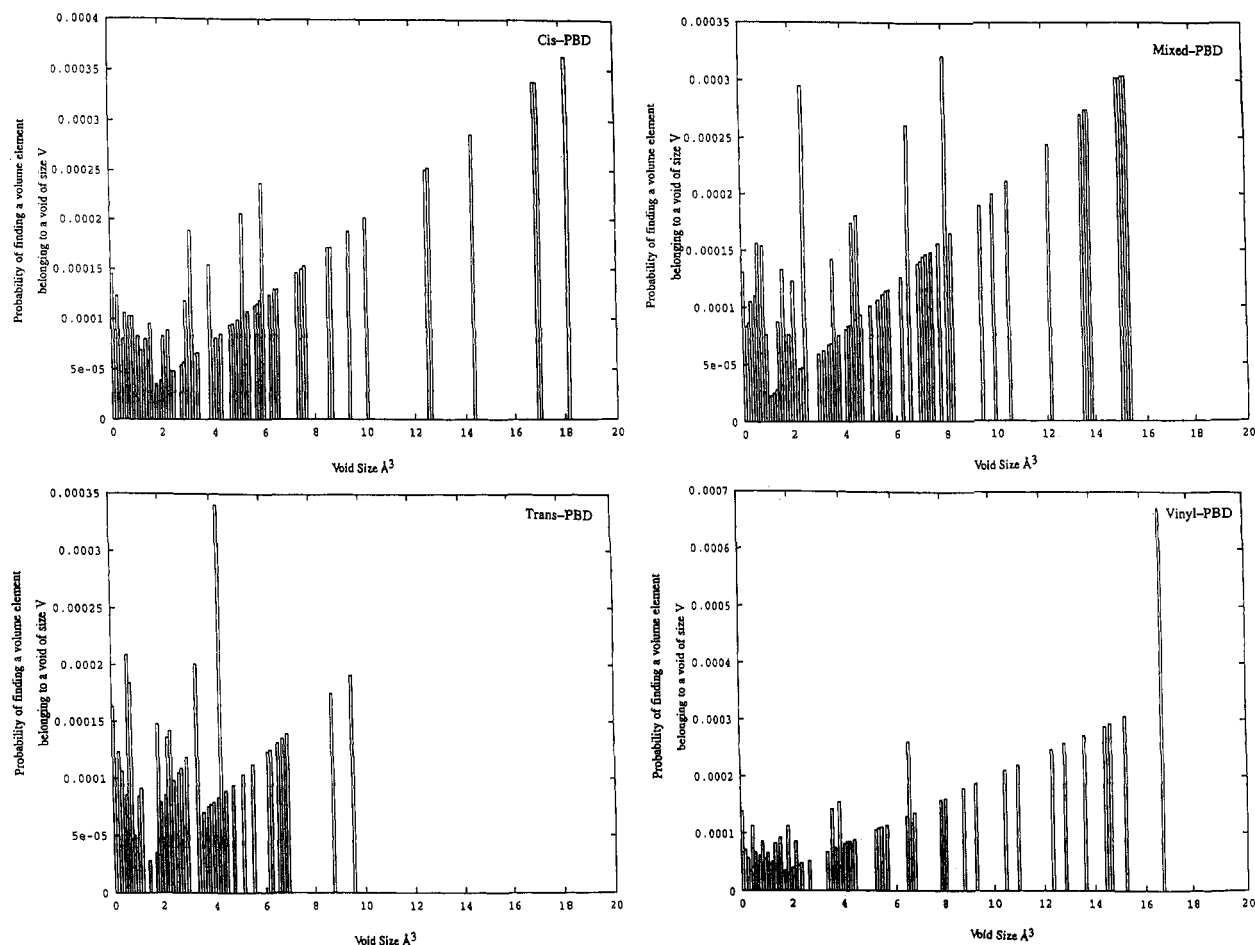 Cis-PBD
Probability of finding a volume element
belonging to a void of size V
0.0004
0.00035
0.0003
0.00025
0.0002
0.00015
0.0001
5e-05
0
0 2 4 6 8 10 12 14 16 18 20
Void Size Å3
Mixed-PBD
Probability of finding a volume element
belonging to a void of size V
0.00035
0.0003
0.00025
0.0002
0.00015
0.0001
5e-05
0
0 2 4 6 8 10 12 14 16 18 20
Void Size Å3
Trans-PBD
Probability of finding a volume element
belonging to a void of size V
0.00035
0.0003
0.00025
0.0002
0.00015
0.0001
5e-05
0
0 2 4 6 8 10 12 14 16 18 20
Void Size Å3
Vinyl-PBD
Probability of finding a volume element
belonging to a void of size V
0.0007
0.0006
0.0005
0.0004
0.0003
0.0002
0.0001
0
0 2 4 6 8 10 12 14 16 18 20
Void Size Å3